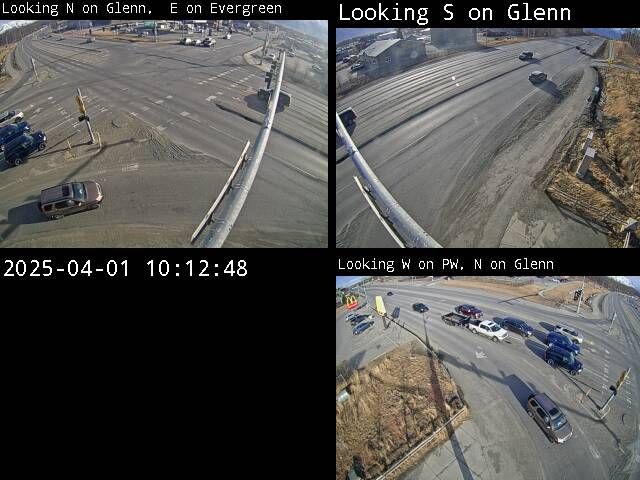 Looking N on Glenn,  E on Evergreen
Looking S on Glenn
2025-04-01 10:12:48
Looking W on PW, N on Glenn